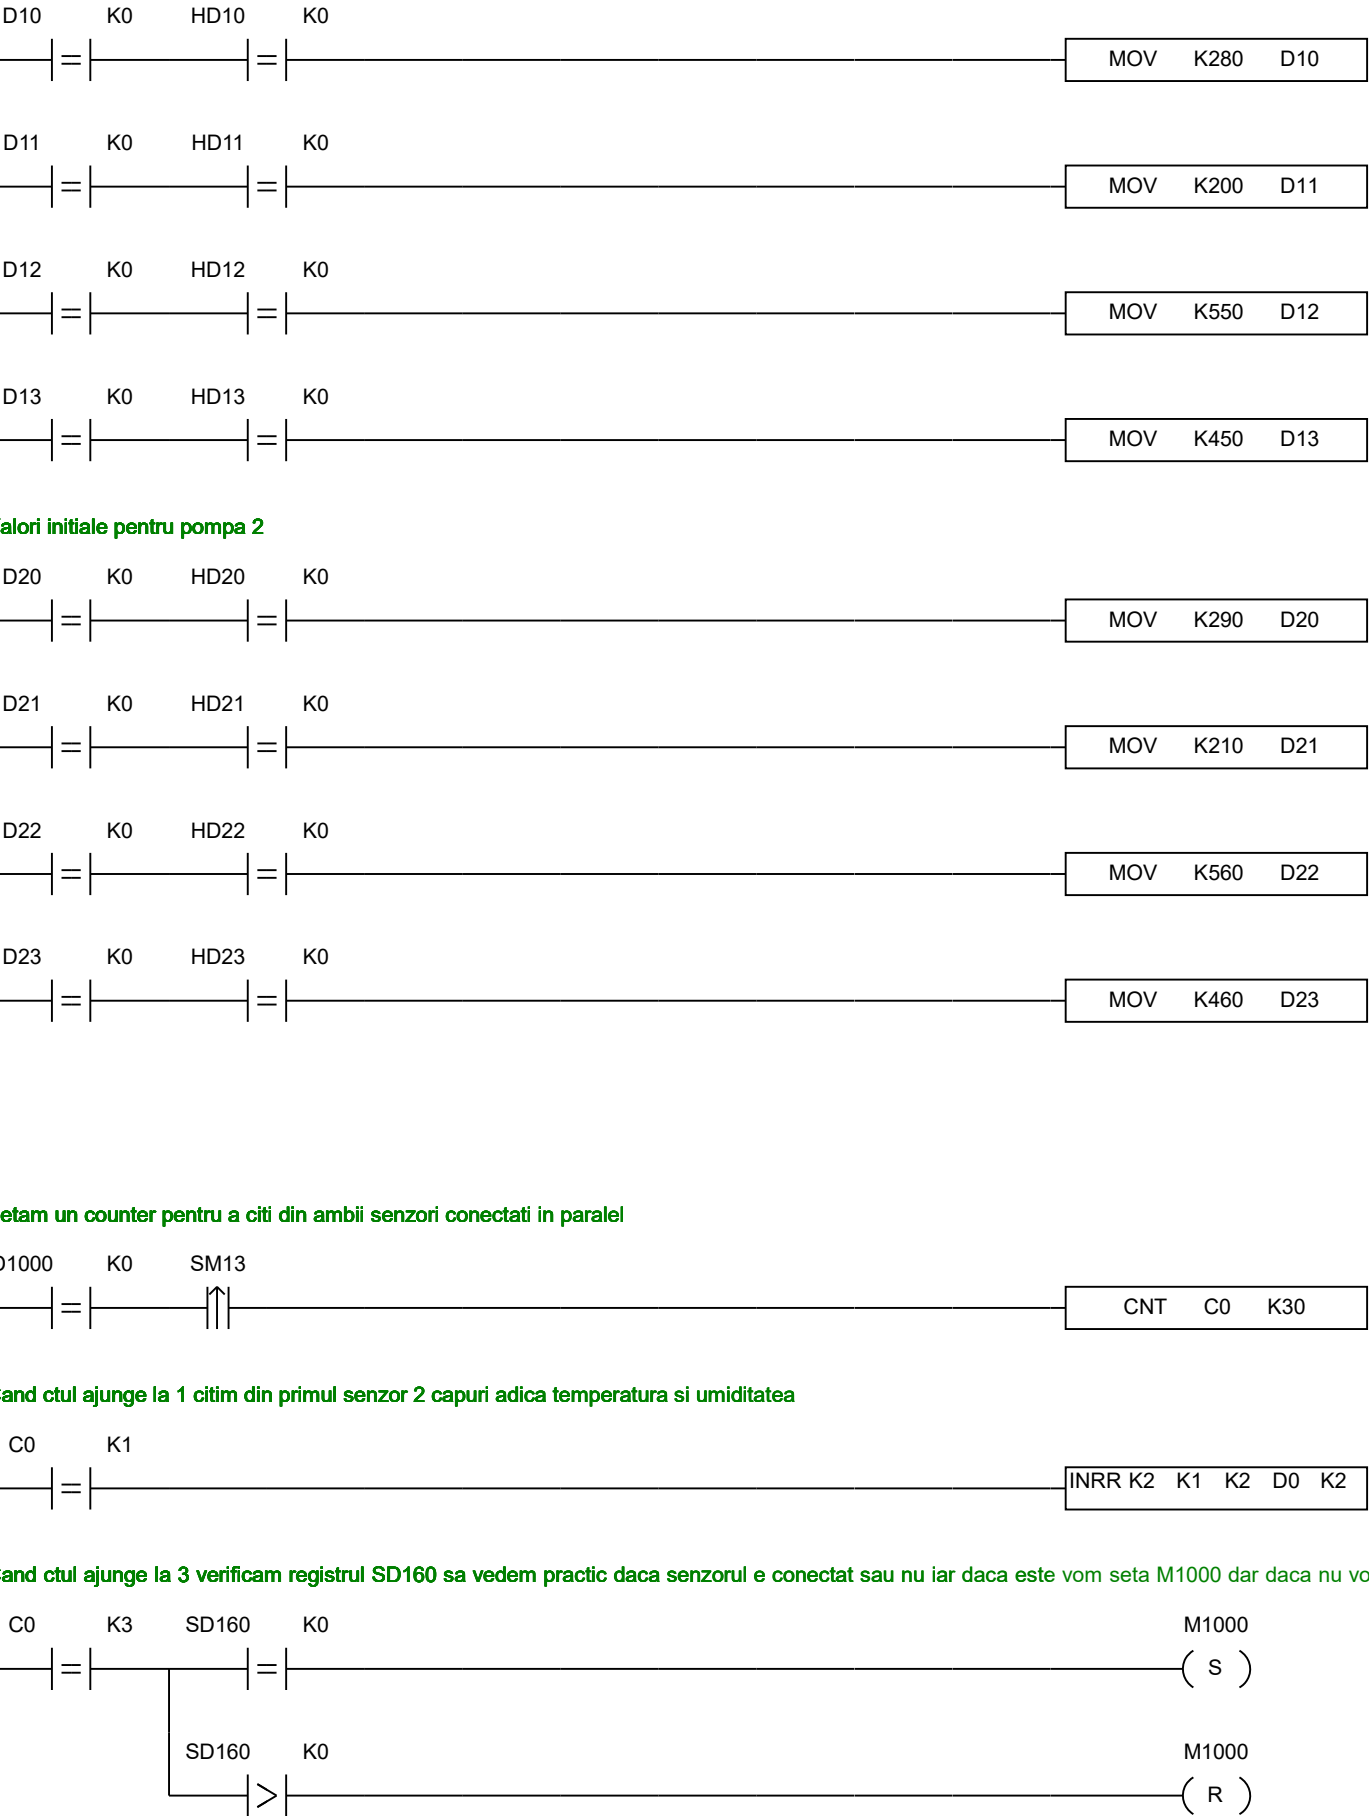 D10 K0 HD10 K0
MOV K280 D10
D11 K0 HD11 K0
MOV K200 D11
D12 K0 HD12 K0
MOV K550 D12
D13 K0 HD13 K0
MOV K450 D13
alori initiale pentru pompa 2
D20 K0 HD20 K0
MOV K290 D20
D21 K0 HD21 K0
MOV K210 D21
D22 K0 HD22 K0
MOV K560 D22
D23 K0 HD23 K0
MOV K460 D23
etam un counter pentru a citi din ambii senzori conectati in paralel
D1000 K0 SM13
CNT C0 K30
Cand ctul ajunge la 1 citim din primul senzor 2 capuri adica temperatura si umiditatea
C0 K1
INRR K2 K1 K2 D0 K2
Cand ctul ajunge la 3 verificam registrul SD160 sa vedem practic daca senzorul e conectat sau nu iar daca este vom seta M1000 dar daca nu vo
C0 K3 SD160 K0 M1000
S
SD160 K0 M1000
R